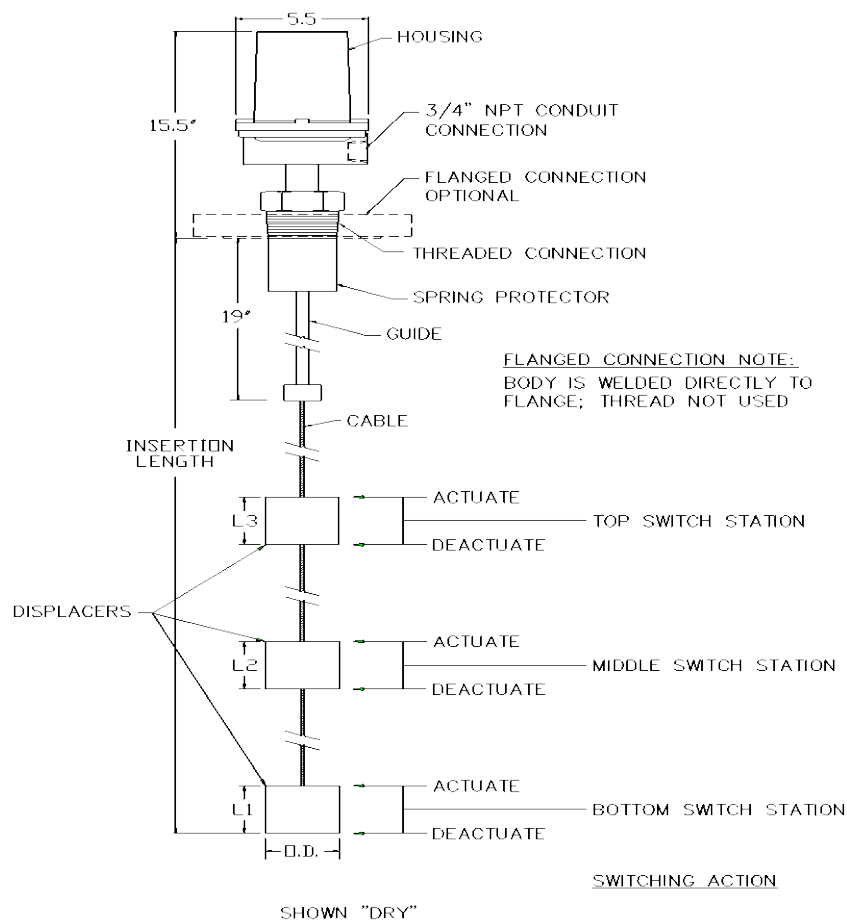 5.5
HOUSING
15.5"
3/4" NPT CONDUIT
CONNECTION
FLANGED CONNECTION
OPTIONAL
THREADED CONNECTION
SPRING PROTECTOR
19"
GUIDE
FLANGED CONNECTION NOTE:
BODY IS WELDED DIRECTLY TO
FLANGE; THREAD NOT USED
CABLE
INSERTION
LENGTH
ACTUATE
L3
TOP SWITCH STATION
DEACTUATE
DISPLACERS
ACTUATE
L2
MIDDLE SWITCH STATION
DEACTUATE
ACTUATE
L1
BOTTOM SWITCH STATION
DEACTUATE
O.D.
SWITCHING ACTION
SHOWN "DRY"